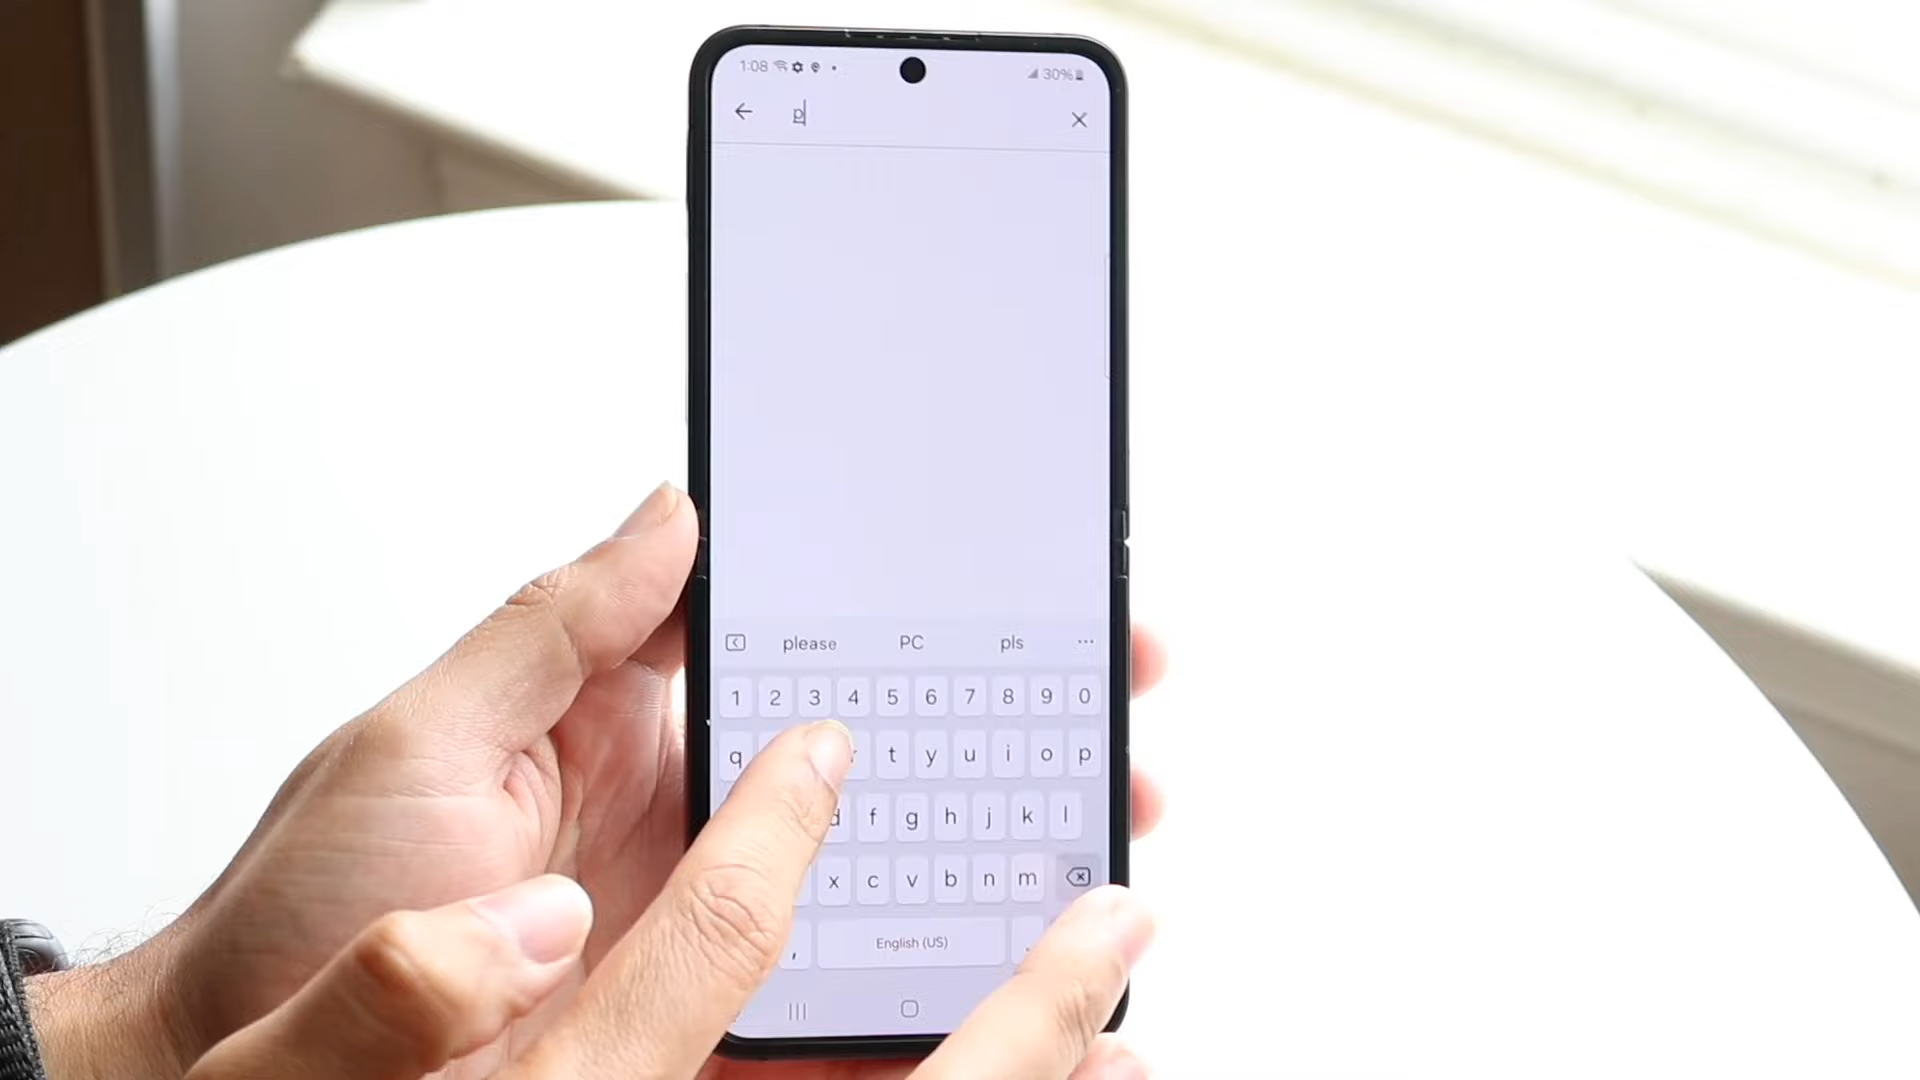 1:08 30%
p
please PC pls ...
1 2 3 4 5 6 7 8 9 0
q t y u i o p
d f g h j k l
x c v b n m
, English (US) .